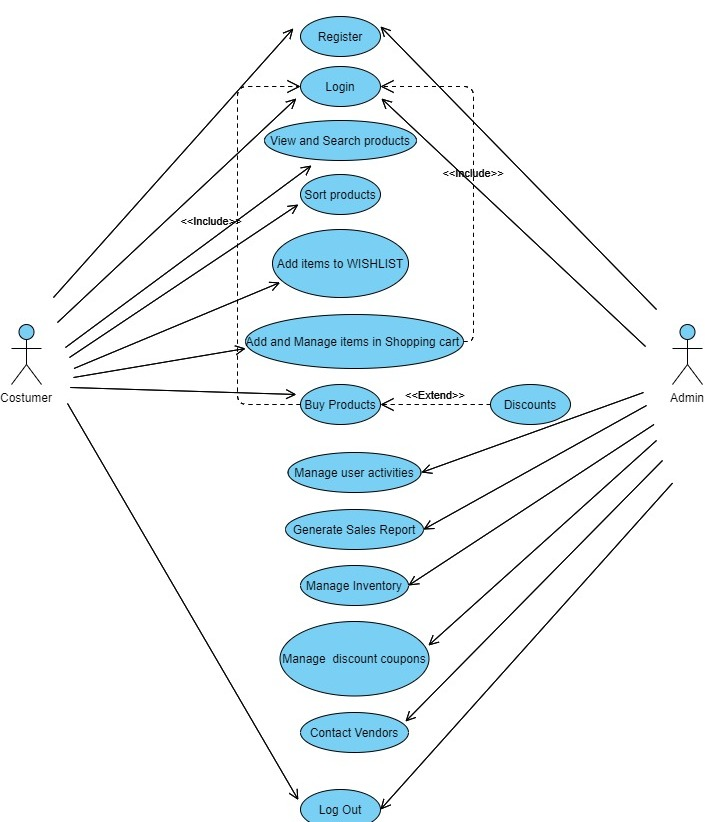 Register
Login
View and Search products
<<Include>>
Sort products
<<Include>>
Add items to WISHLIST
Add and Manage items in Shopping cart
Costumer
Buy Products
<<Extend>>
Discounts
Admin
Manage user activities
Generate Sales Report
Manage Inventory
Manage discount coupons
Contact Vendors
Log Out